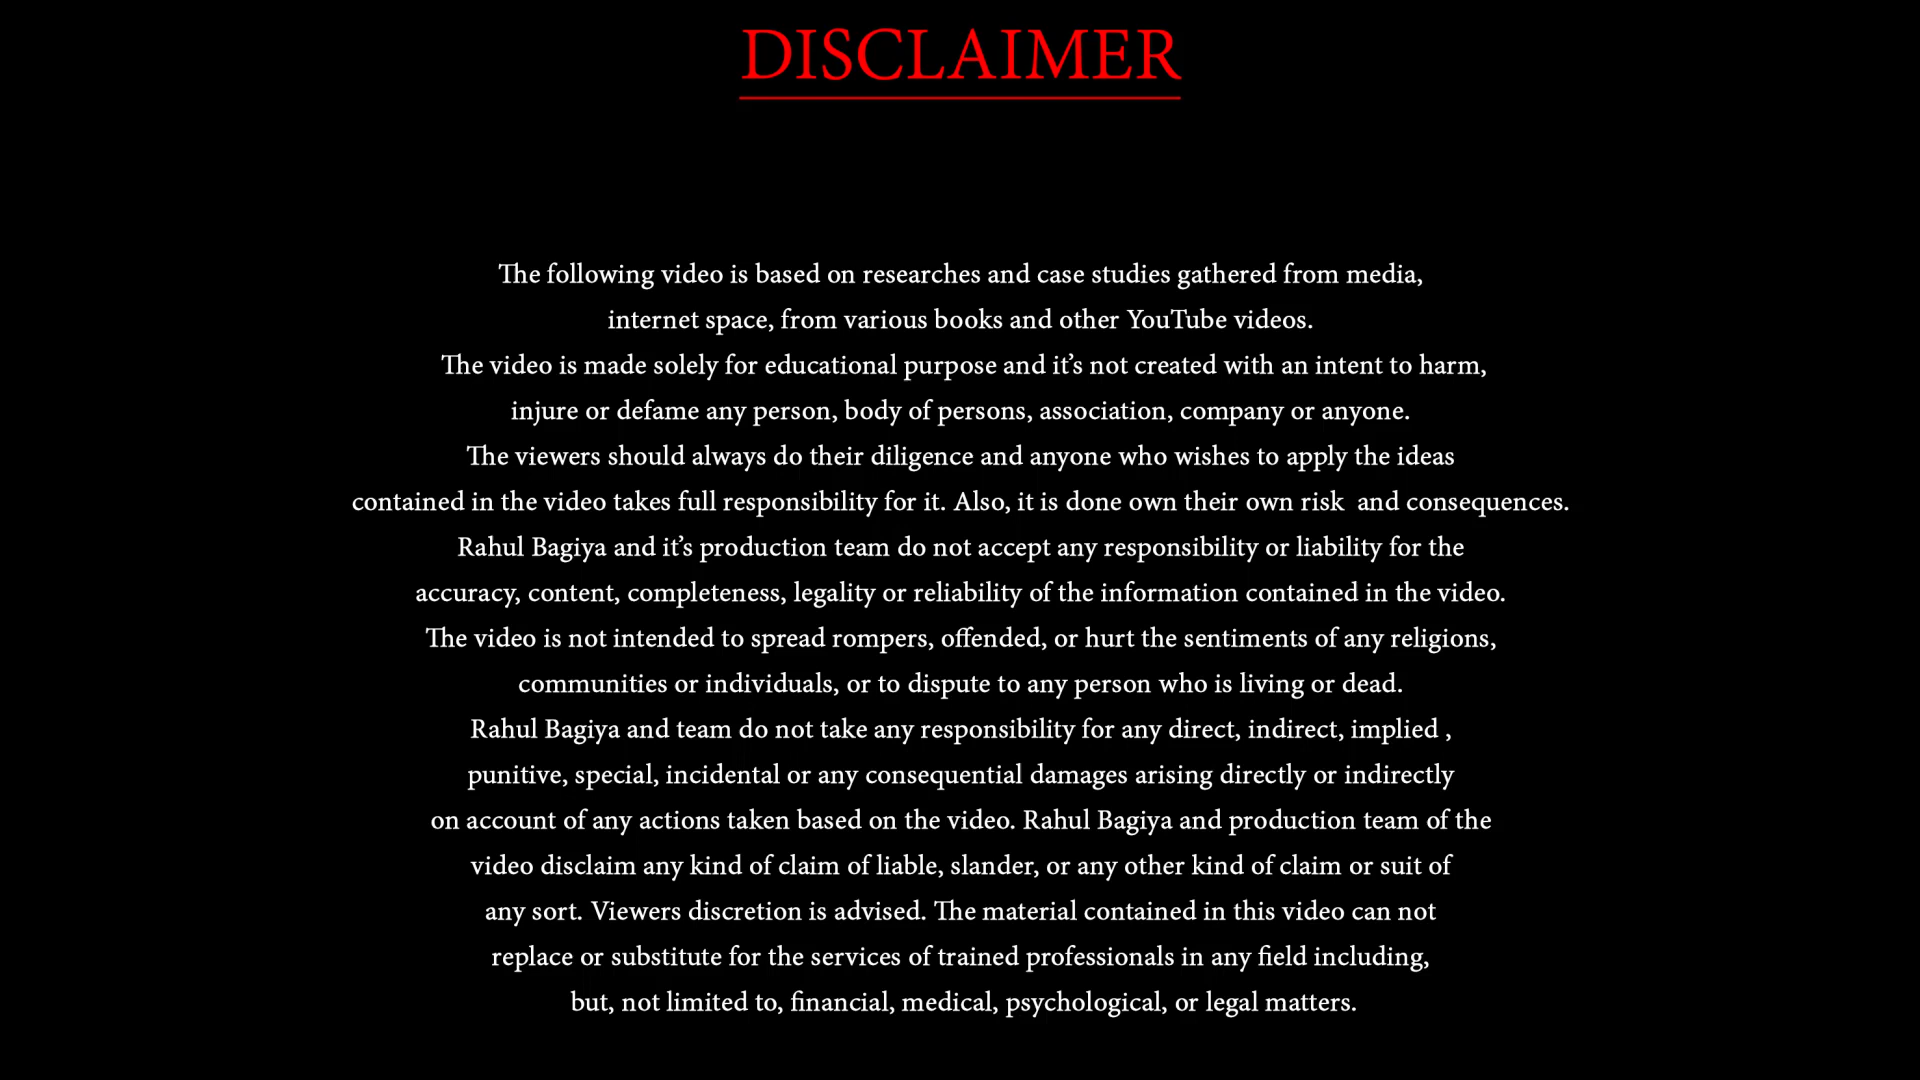 DISCLAIMER
The following video is based on researches and case studies gathered from media,
internet space, from various books and other YouTube videos.
The video is made solely for educational purpose and it’s not created with an intent to harm,
injure or defame any person, body of persons, association, company or anyone.
The viewers should always do their diligence and anyone who wishes to apply the ideas
contained in the video takes full responsibility for it. Also, it is done own their own risk  and consequences.
Rahul Bagiya and it’s production team do not accept any responsibility or liability for the
accuracy, content, completeness, legality or reliability of the information contained in the video.
The video is not intended to spread rompers, offended, or hurt the sentiments of any religions,
communities or individuals, or to dispute to any person who is living or dead.
Rahul Bagiya and team do not take any responsibility for any direct, indirect, implied ,
punitive, special, incidental or any consequential damages arising directly or indirectly
on account of any actions taken based on the video. Rahul Bagiya and production team of the
video disclaim any kind of claim of liable, slander, or any other kind of claim or suit of
any sort. Viewers discretion is advised. The material contained in this video can not
replace or substitute for the services of trained professionals in any field including,
but, not limited to, financial, medical, psychological, or legal matters.